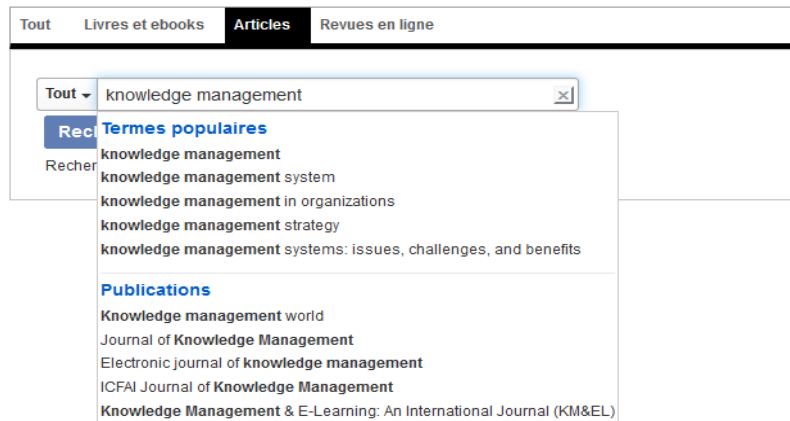 Tout Livres et ebooks Articles Revues en ligne
Tout knowledge management
Recl
Recher
Termes populaires
knowledge management
knowledge management system
knowledge management in organizations
knowledge management strategy
knowledge management systems: issues, challenges, and benefits
Publications
Knowledge management world
Journal of Knowledge Management
Electronic journal of knowledge management
ICFAI Journal of Knowledge Management
Knowledge Management & E-Learning: An International Journal (KM&EL)